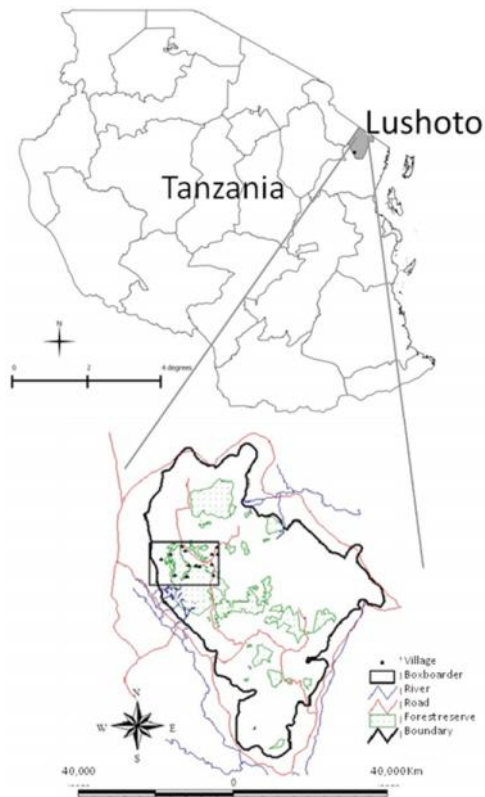 Lushoto
Tanzania
N
0 2 4 degrees
Village
Boxboarder
River
Road
Forestreserve
Boundary
N
W E
S
40,000 0 40,000Km